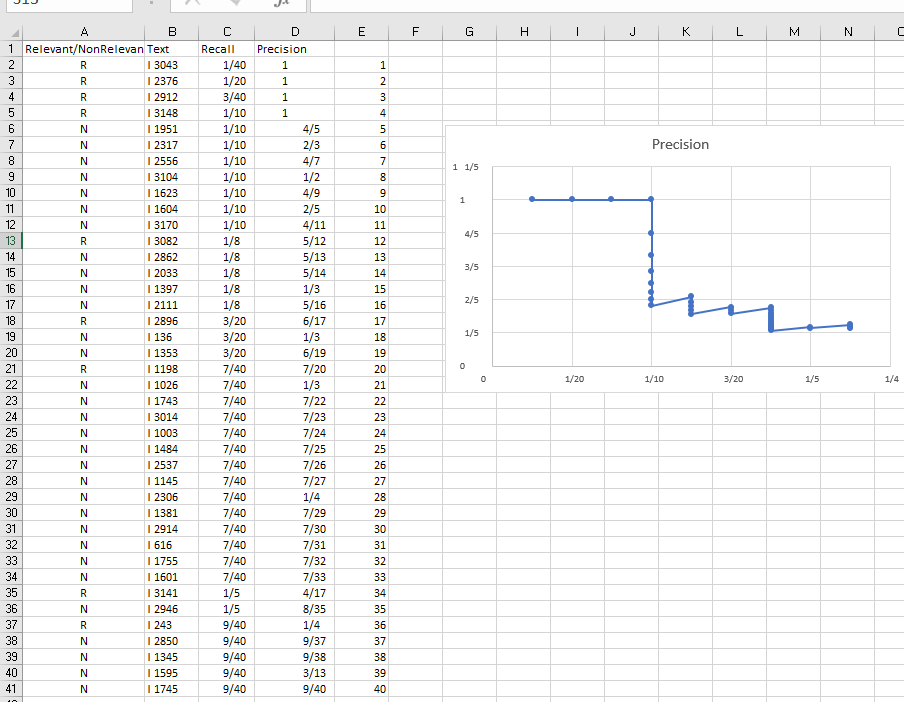 A B C D E F G H I J K L M N
1 Relevant/NonRelevan Text Recall Precision
2 R I 3043 1/40 1 1
3 R I 2376 1/20 1 2
4 R I 2912 3/40 1 3
5 R I 3148 1/10 1 4
6 N I 1951 1/10 4/5 5
7 N I 2317 1/10 2/3 6
8 N I 2556 1/10 4/7 7
9 N I 3104 1/10 1/2 8
10 N I 1623 1/10 4/9 9
11 N I 1604 1/10 2/5 10
12 N I 3170 1/10 4/11 11
13 R I 3082 1/8 5/12 12
14 N I 2862 1/8 5/13 13
15 N I 2033 1/8 5/14 14
16 N I 1397 1/8 1/3 15
17 N I 2111 1/8 5/16 16
18 R I 2896 3/20 6/17 17
19 N I 136 3/20 1/3 18
20 N I 1353 3/20 6/19 19
21 R I 1198 7/40 7/20 20
22 N I 1026 7/40 1/3 21
23 N I 1743 7/40 7/22 22
24 N I 3014 7/40 7/23 23
25 N I 1003 7/40 7/24 24
26 N I 1484 7/40 7/25 25
27 N I 2537 7/40 7/26 26
28 N I 1145 7/40 7/27 27
29 N I 2306 7/40 1/4 28
30 N I 1381 7/40 7/29 29
31 N I 2914 7/40 7/30 30
32 N I 616 7/40 7/31 31
33 N I 1755 7/40 7/32 32
34 N I 1601 7/40 7/33 33
35 R I 3141 1/5 4/17 34
36 N I 2946 1/5 8/35 35
37 R I 243 9/40 1/4 36
38 N I 2850 9/40 9/37 37
39 N I 1345 9/40 9/38 38
40 N I 1595 9/40 3/13 39
41 N I 1745 9/40 9/40 40
Precision
1 1/5
1
4/5
3/5
2/5
1/5
0
0 1/20 1/10 3/20 1/5 1/4